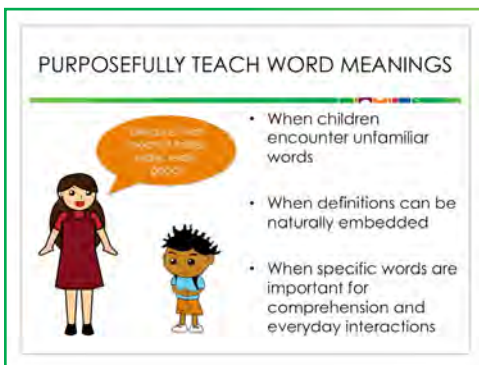 PURPOSEFULLY TEACH WORD MEANINGS
• When children
encounter unfamiliar
words
• When definitions can be
naturally embedded
• When specific words are
important for
comprehension and
everyday interactions